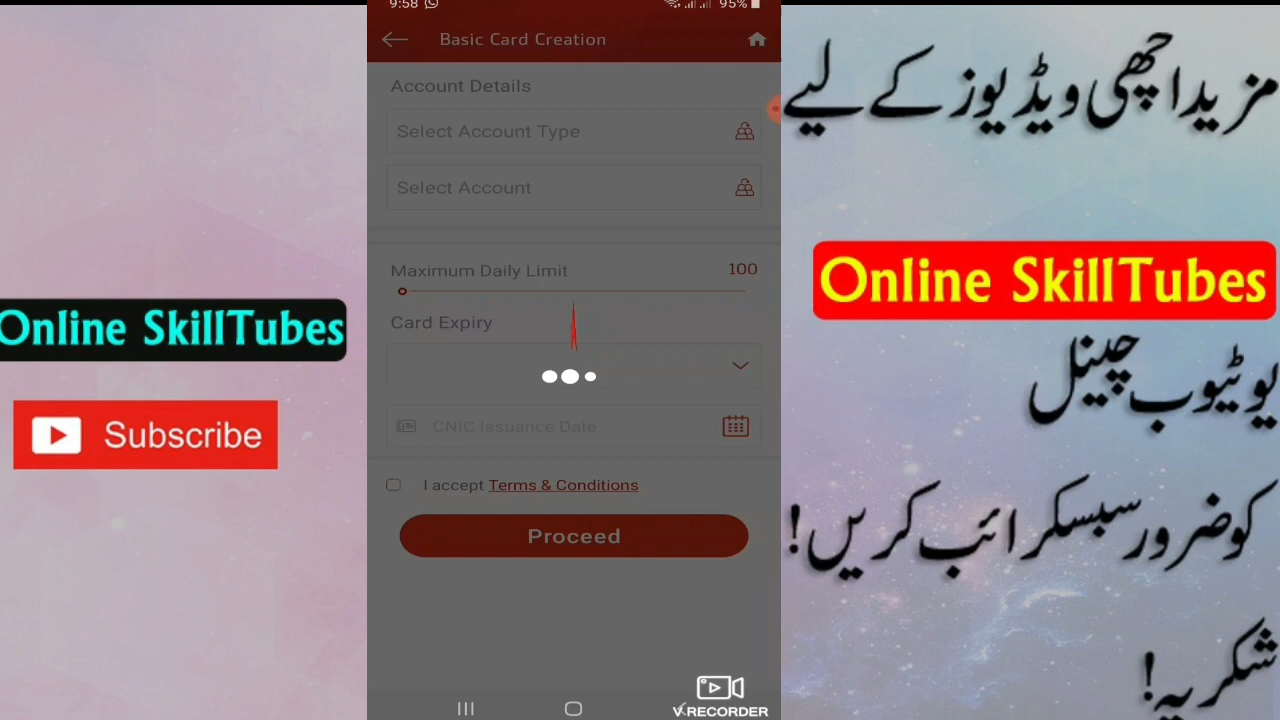 Online SkillTubes
Subscribe
9:58
95%
Basic Card Creation
Account Details
Select Account Type
Select Account
Maximum Daily Limit 100
Card Expiry
CNIC Issuance Date
I accept Terms & Conditions
Proceed
VRECORDER
مزید اچھی ویڈیوز کے لیے
Online SkillTubes
یوٹیوب چینل
کو ضرور سبسکرائب کریں!
شکریہ!